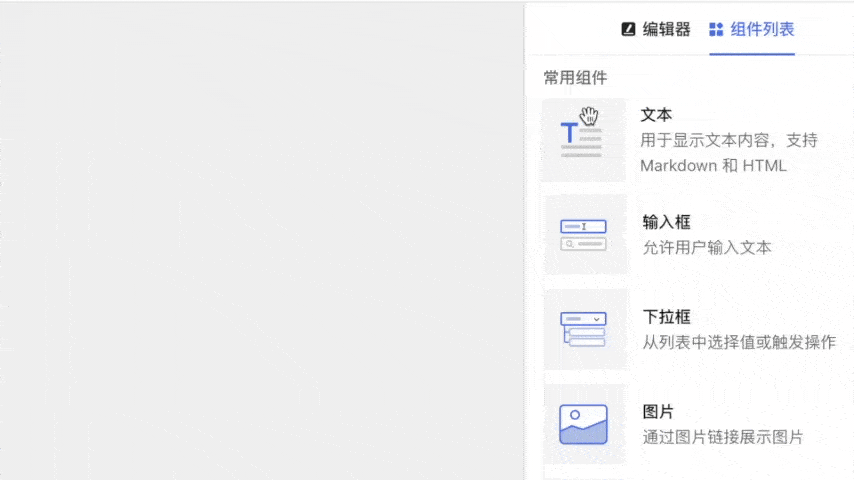 编辑器 组件列表
常用组件
文本
用于显示文本内容，支持
Markdown 和 HTML
输入框
允许用户输入文本
下拉框
从列表中选择值或触发操作
图片
通过图片链接展示图片